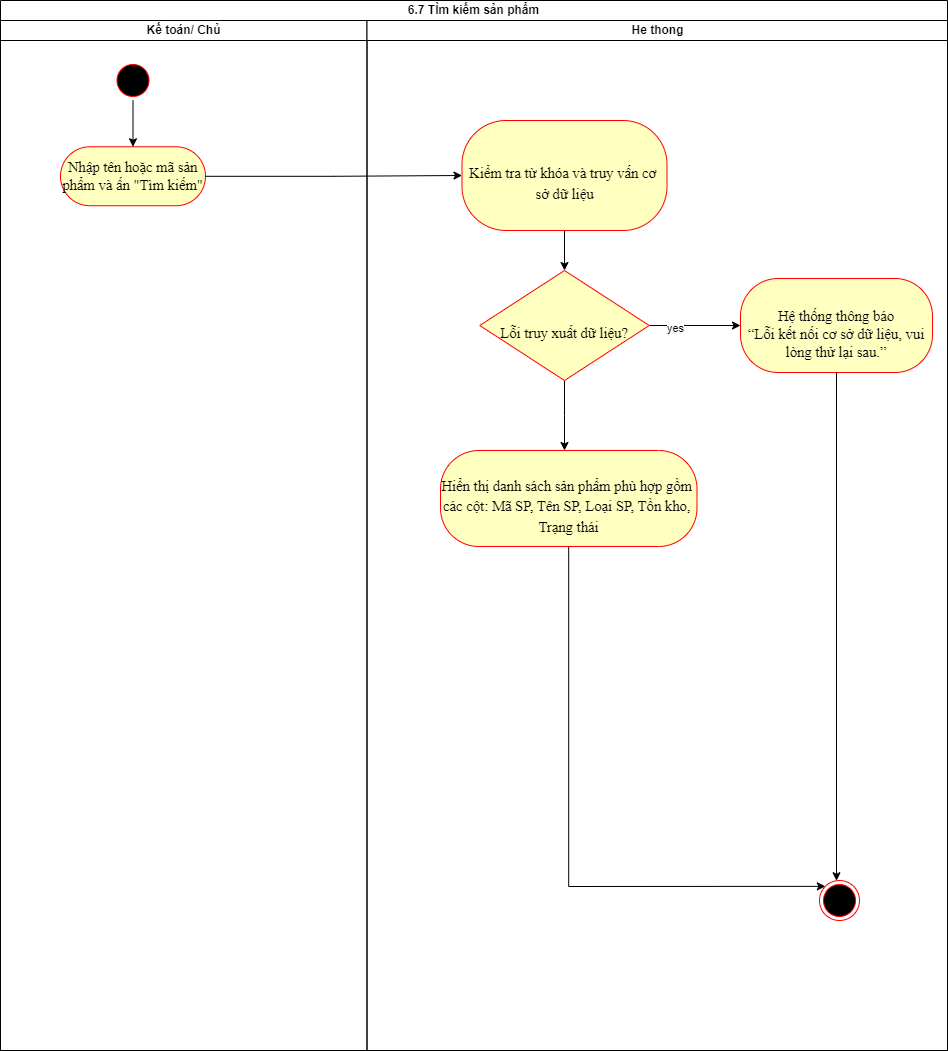 6.7 TÌm kiếm sản phẩm
Kế toán/ Chủ
He thong
Nhập tên hoặc mã sản
phẩm và ấn "Tìm kiếm"
Kiểm tra từ khóa và truy vấn cơ
sở dữ liệu
Lỗi truy xuất dữ liệu?
yes
Hệ thống thông báo
“Lỗi kết nối cơ sở dữ liệu, vui
lòng thử lại sau.”
Hiển thị danh sách sản phẩm phù hợp gồm
các cột: Mã SP, Tên SP, Loại SP, Tồn kho,
Trạng thái